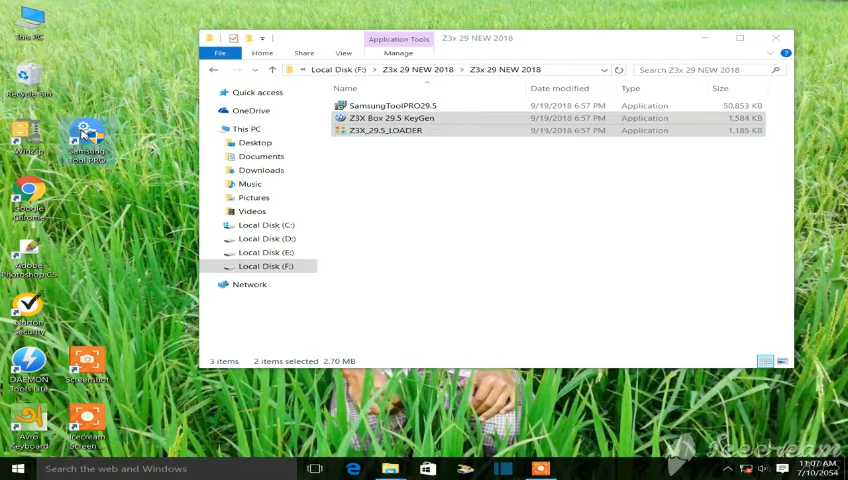 This PC
Recycle Bin
WinZip
Samsung
Tool PRO
Google
Chrome
Adobe
Photoshop CS
Norton
Security
DAEMON
Tools Lite
Screenshot
Avro
Keyboard
Icecream
Screen ...
Application Tools
Z3x 29 NEW 2018
File
Home
Share
View
Manage
« Local Disk (F:) > Z3x 29 NEW 2018 > Z3x 29 NEW 2018
Search Z3x 29 NEW 2018
Name Date modified Type Size
SamsungToolPRO29.5 9/19/2018 6:57 PM Application 50,853 KB
Z3X Box 29.5 KeyGen 9/19/2018 6:57 PM Application 1,584 KB
Z3X_29.5_LOADER 9/19/2018 6:57 PM Application 1,185 KB
Quick access
OneDrive
This PC
Desktop
Documents
Downloads
Music
Pictures
Videos
Local Disk (C:)
Local Disk (D:)
Local Disk (E:)
Local Disk (F:)
Network
3 items 2 items selected 2.70 MB
Icecream
Search the web and Windows
11:07 AM
7/10/2054